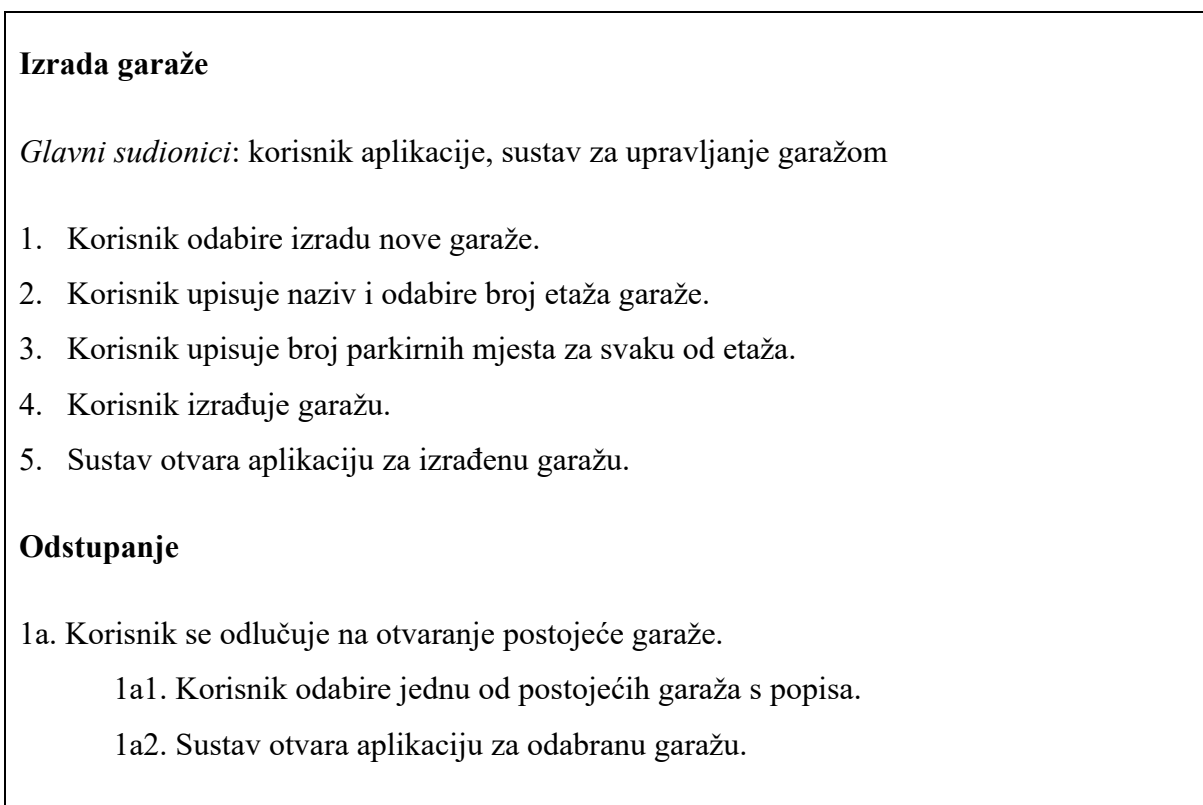 Izrada garaže
Glavni sudionici: korisnik aplikacije, sustav za upravljanje garažom
1. Korisnik odabire izradu nove garaže.
2. Korisnik upisuje naziv i odabire broj etaža garaže.
3. Korisnik upisuje broj parkirnih mjesta za svaku od etaža.
4. Korisnik izrađuje garažu.
5. Sustav otvara aplikaciju za izrađenu garažu.
Odstupanje
1a. Korisnik se odlučuje na otvaranje postojeće garaže.
1a1. Korisnik odabire jednu od postojećih garaža s popisa.
1a2. Sustav otvara aplikaciju za odabranu garažu.